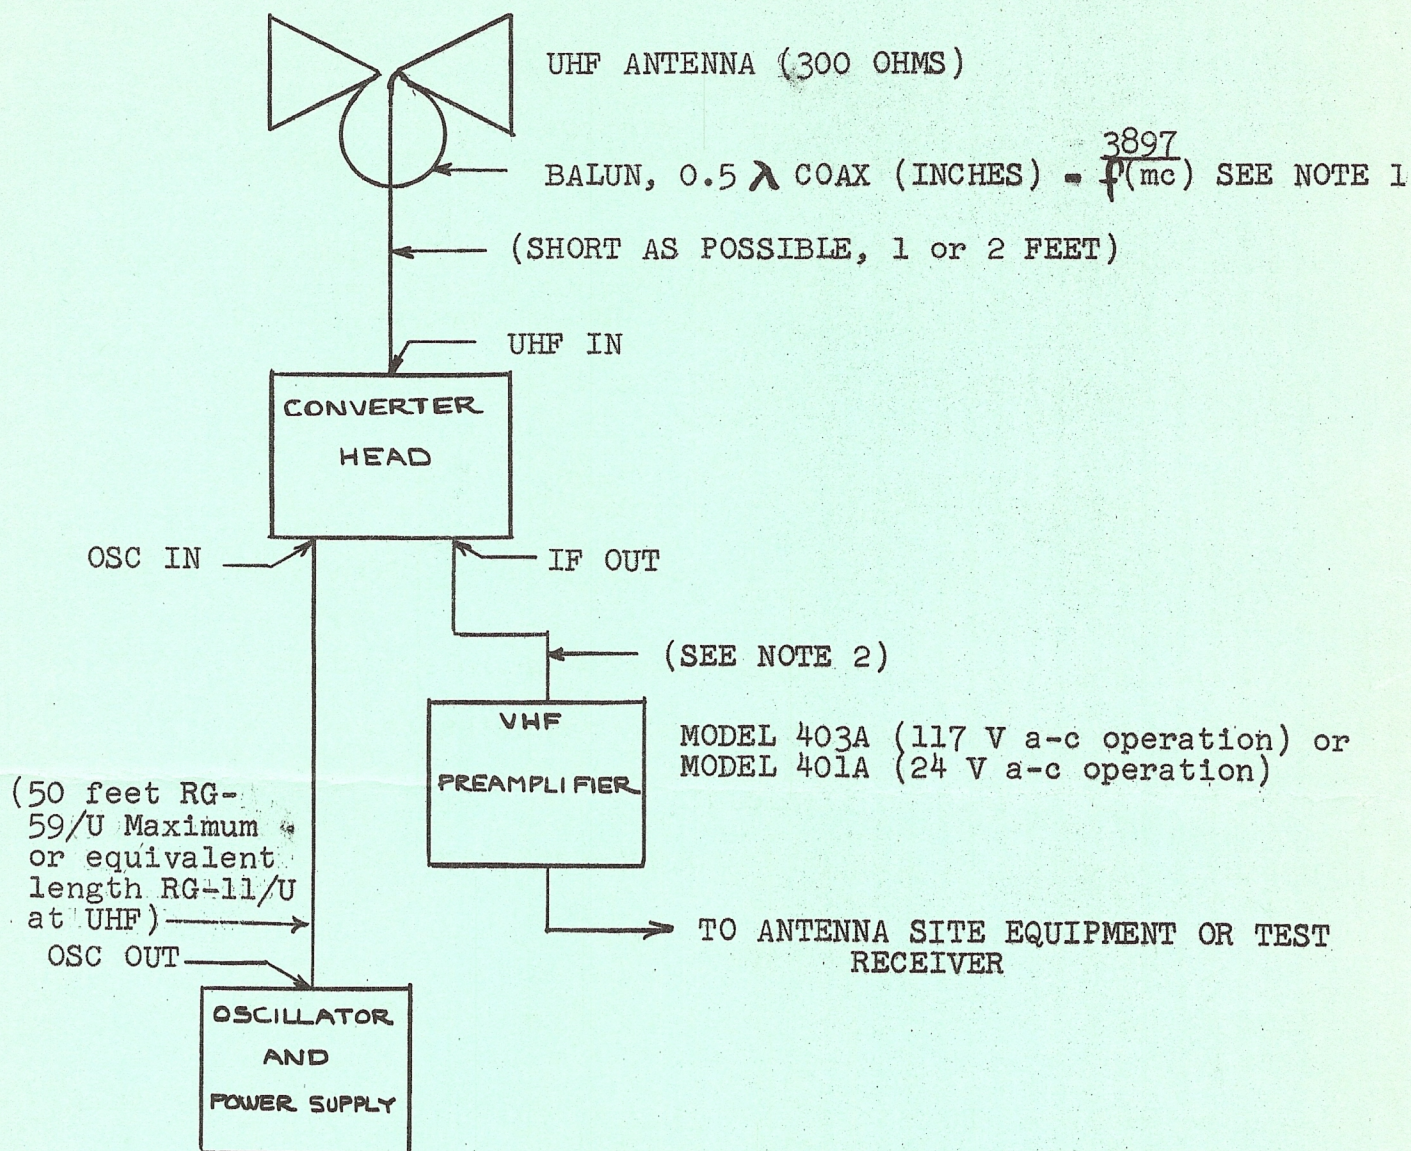 UHF ANTENNA (300 OHMS)
3897
BALUN, 0.5 λ COAX (INCHES) = f(mc) SEE NOTE 1
(SHORT AS POSSIBLE, 1 or 2 FEET)
UHF IN
CONVERTER
HEAD
OSC IN
IF OUT
(SEE NOTE 2)
VHF
PREAMPLIFIER
MODEL 403A (117 V a-c operation) or
MODEL 401A (24 V a-c operation)
(50 feet RG-
59/U Maximum
or equivalent
length RG-11/U
at UHF)
TO ANTENNA SITE EQUIPMENT OR TEST
RECEIVER
OSC OUT
OSCILLATOR
AND
POWER SUPPLY